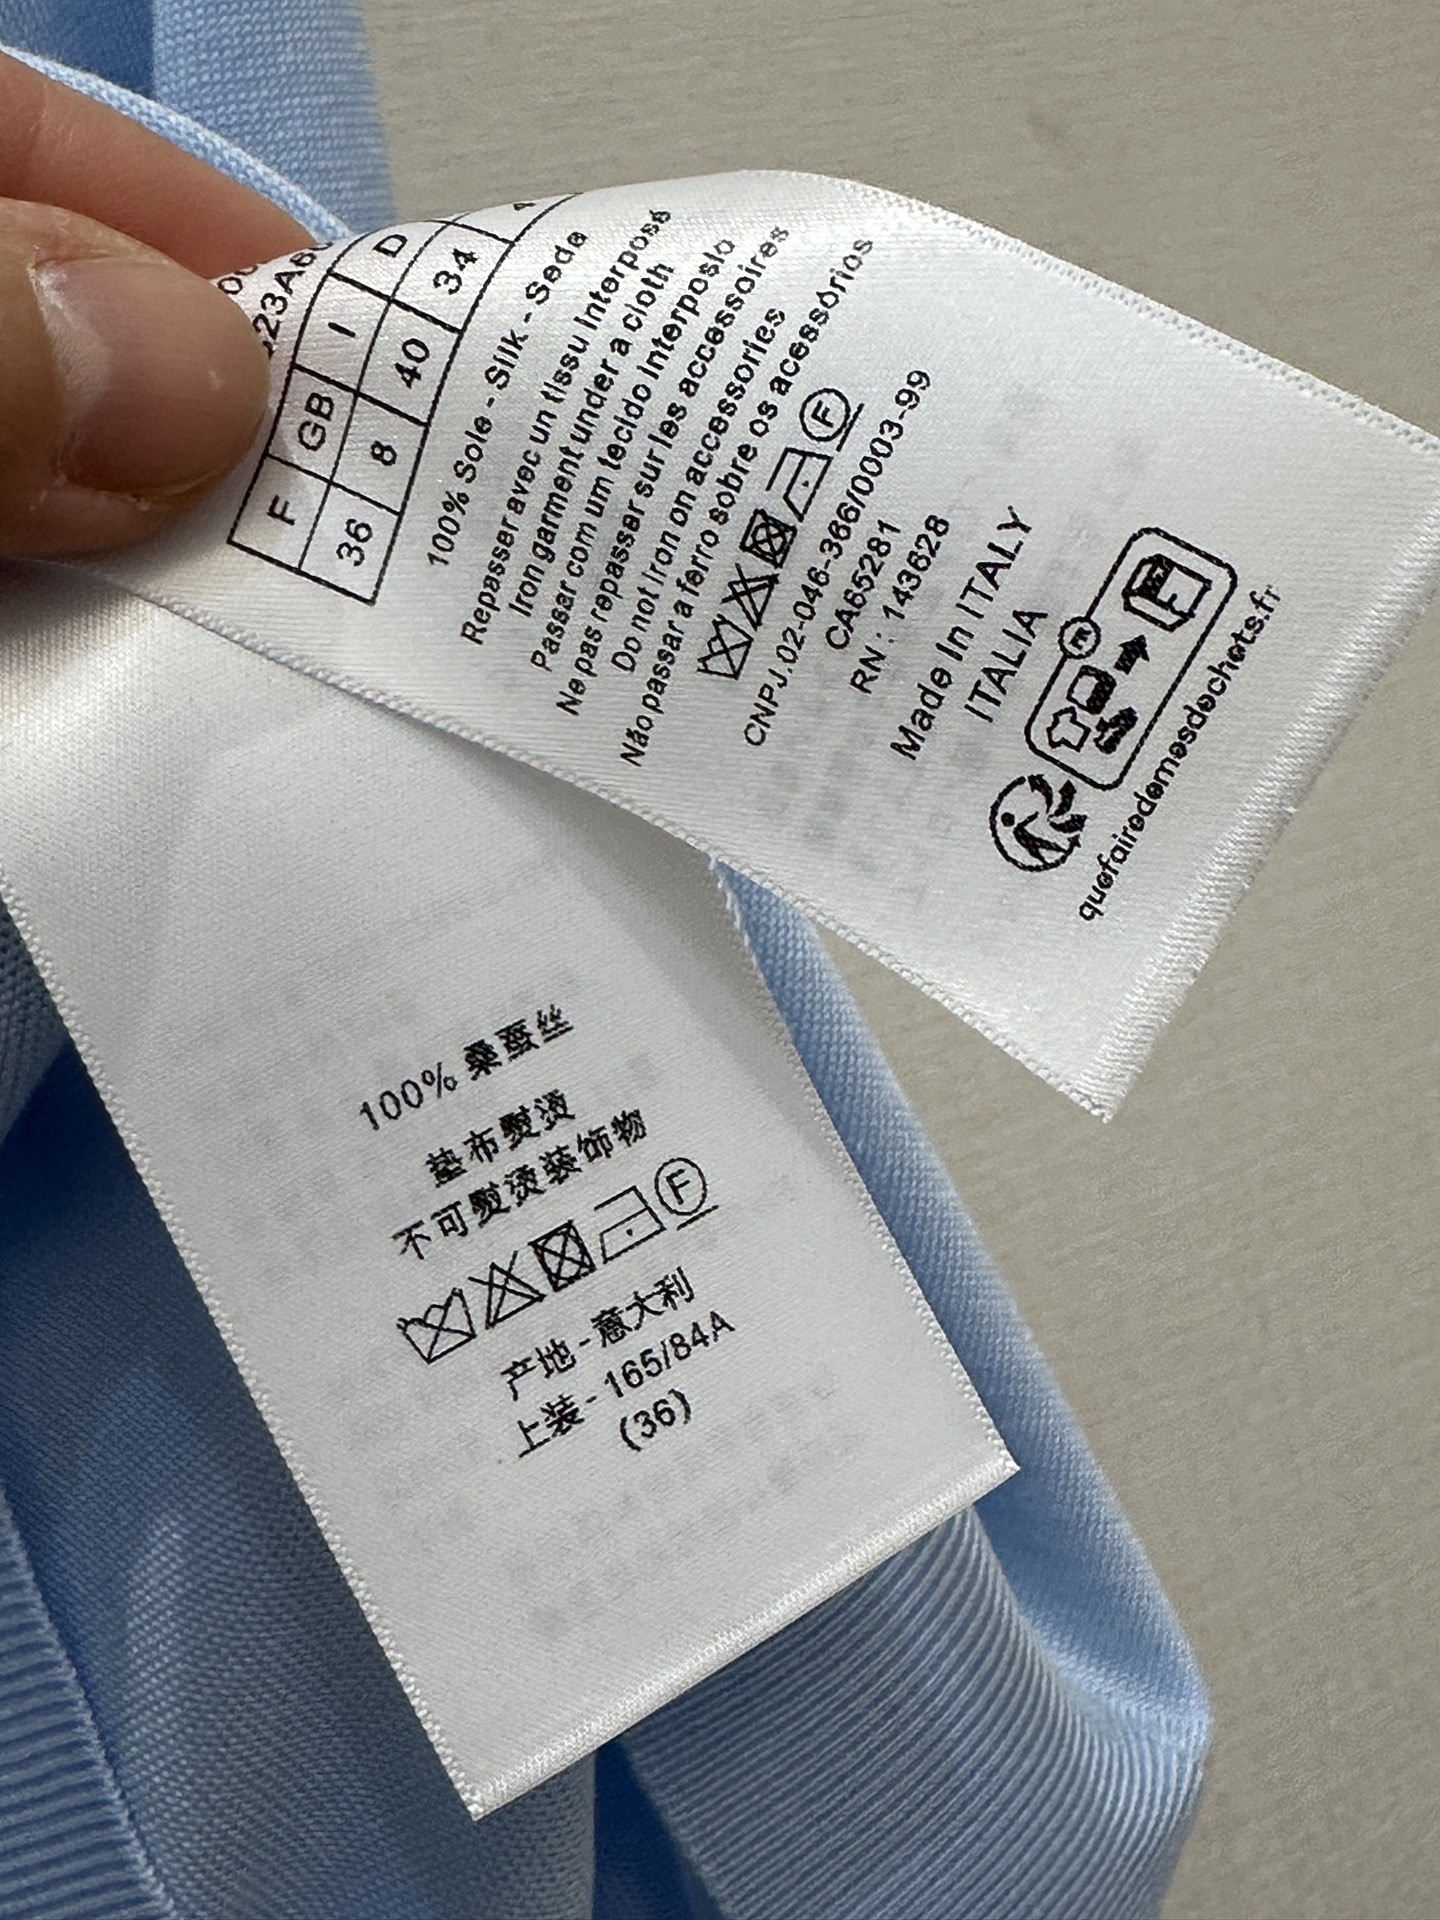 F GB I D
36 8 40 34
100% Soie - Silk - Seda
Repasser avec un tissu interposé
Iron garment under a cloth
Passar com um tecido interposto
Ne pas repasser sur les accessoires
Do not iron on accessories
Não passar a ferro sobre os acessórios
F
CNPJ.02-046-366/0003-99
CA65281
RN : 143628
Made in ITALY
ITALIA
FR
quefairedemesdechets.fr
100% 桑蚕丝
垫布熨烫
不可熨烫装饰物
F
产地 - 意大利
上装 - 165/84A
(36)